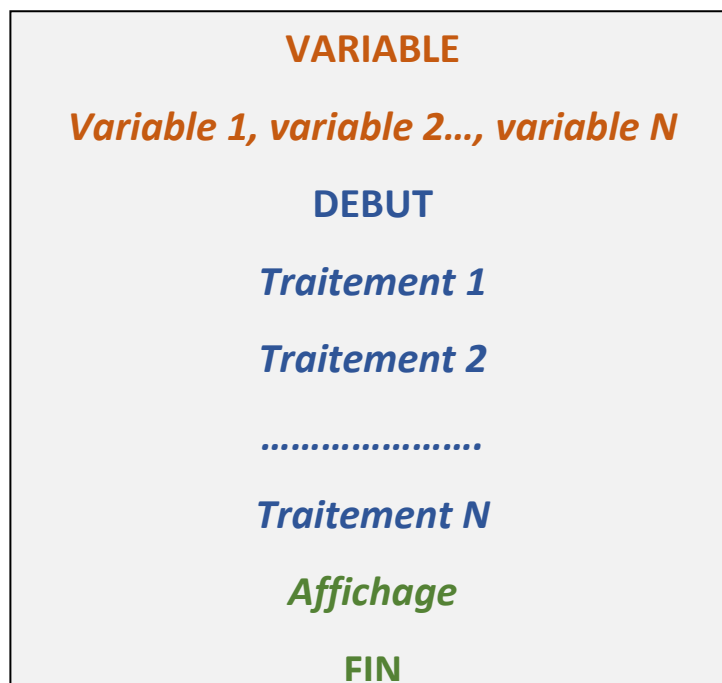 VARIABLE
Variable 1, variable 2…, variable N
DEBUT
Traitement 1
Traitement 2
…………………….
Traitement N
Affichage
FIN